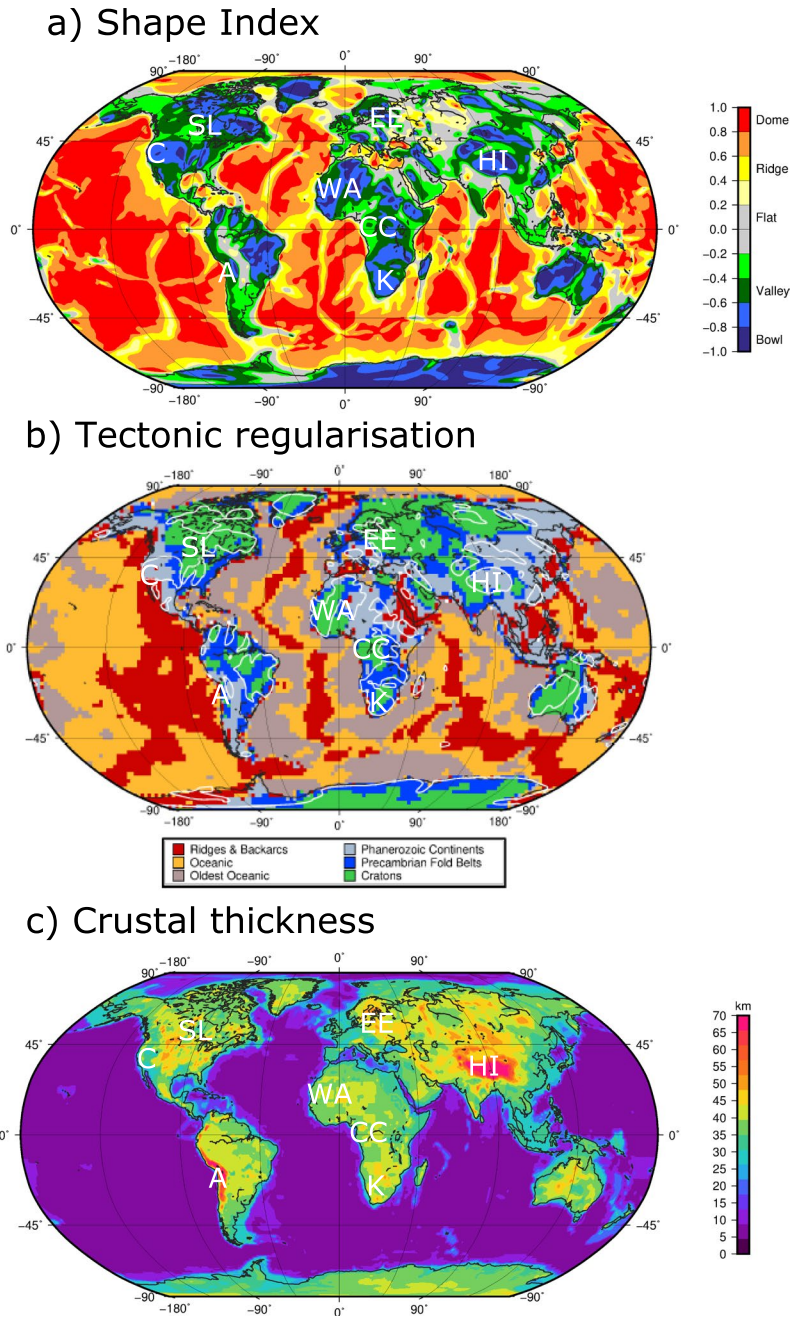 a) Shape Index
−180˚ −90˚ 0˚ 90˚ 180˚
90˚ 90˚
45˚ 45˚
0˚ 0˚
−45˚ −45˚
−90 −90˚
−180˚ −90˚ 0˚ 90˚ −90˚
SL
C
EE
HI
WA
CC
A
K
1.0
0.8
0.6
0.4
0.2
0.0
−0.2
−0.4
−0.6
−0.8
−1.0
Dome
Ridge
Flat
Valley
Bowl
b) Tectonic regularisation
−180˚ −90˚ 0˚ 90˚ 180˚
90˚ 90˚
45˚ 45˚
0˚ 0˚
−45˚ −45˚
−90 −90˚
−180˚ −90˚ 0˚ 90˚ 180˚
SL
C
EE
HI
WA
CC
A
K
Ridges & Backarcs
Oceanic
Oldest Oceanic
Phanerozoic Continents
Precambrian Fold Belts
Cratons
c) Crustal thickness
−180˚ −90˚ 0˚ 90˚
90˚ 90˚
45˚ 45˚
0˚ 0˚
−45˚ −45˚
−90 −90˚
−180˚ −90˚ 0˚ 90˚
SL
C
EE
HI
WA
CC
A
K
km
70
65
60
55
50
45
40
35
30
25
20
15
10
5
0